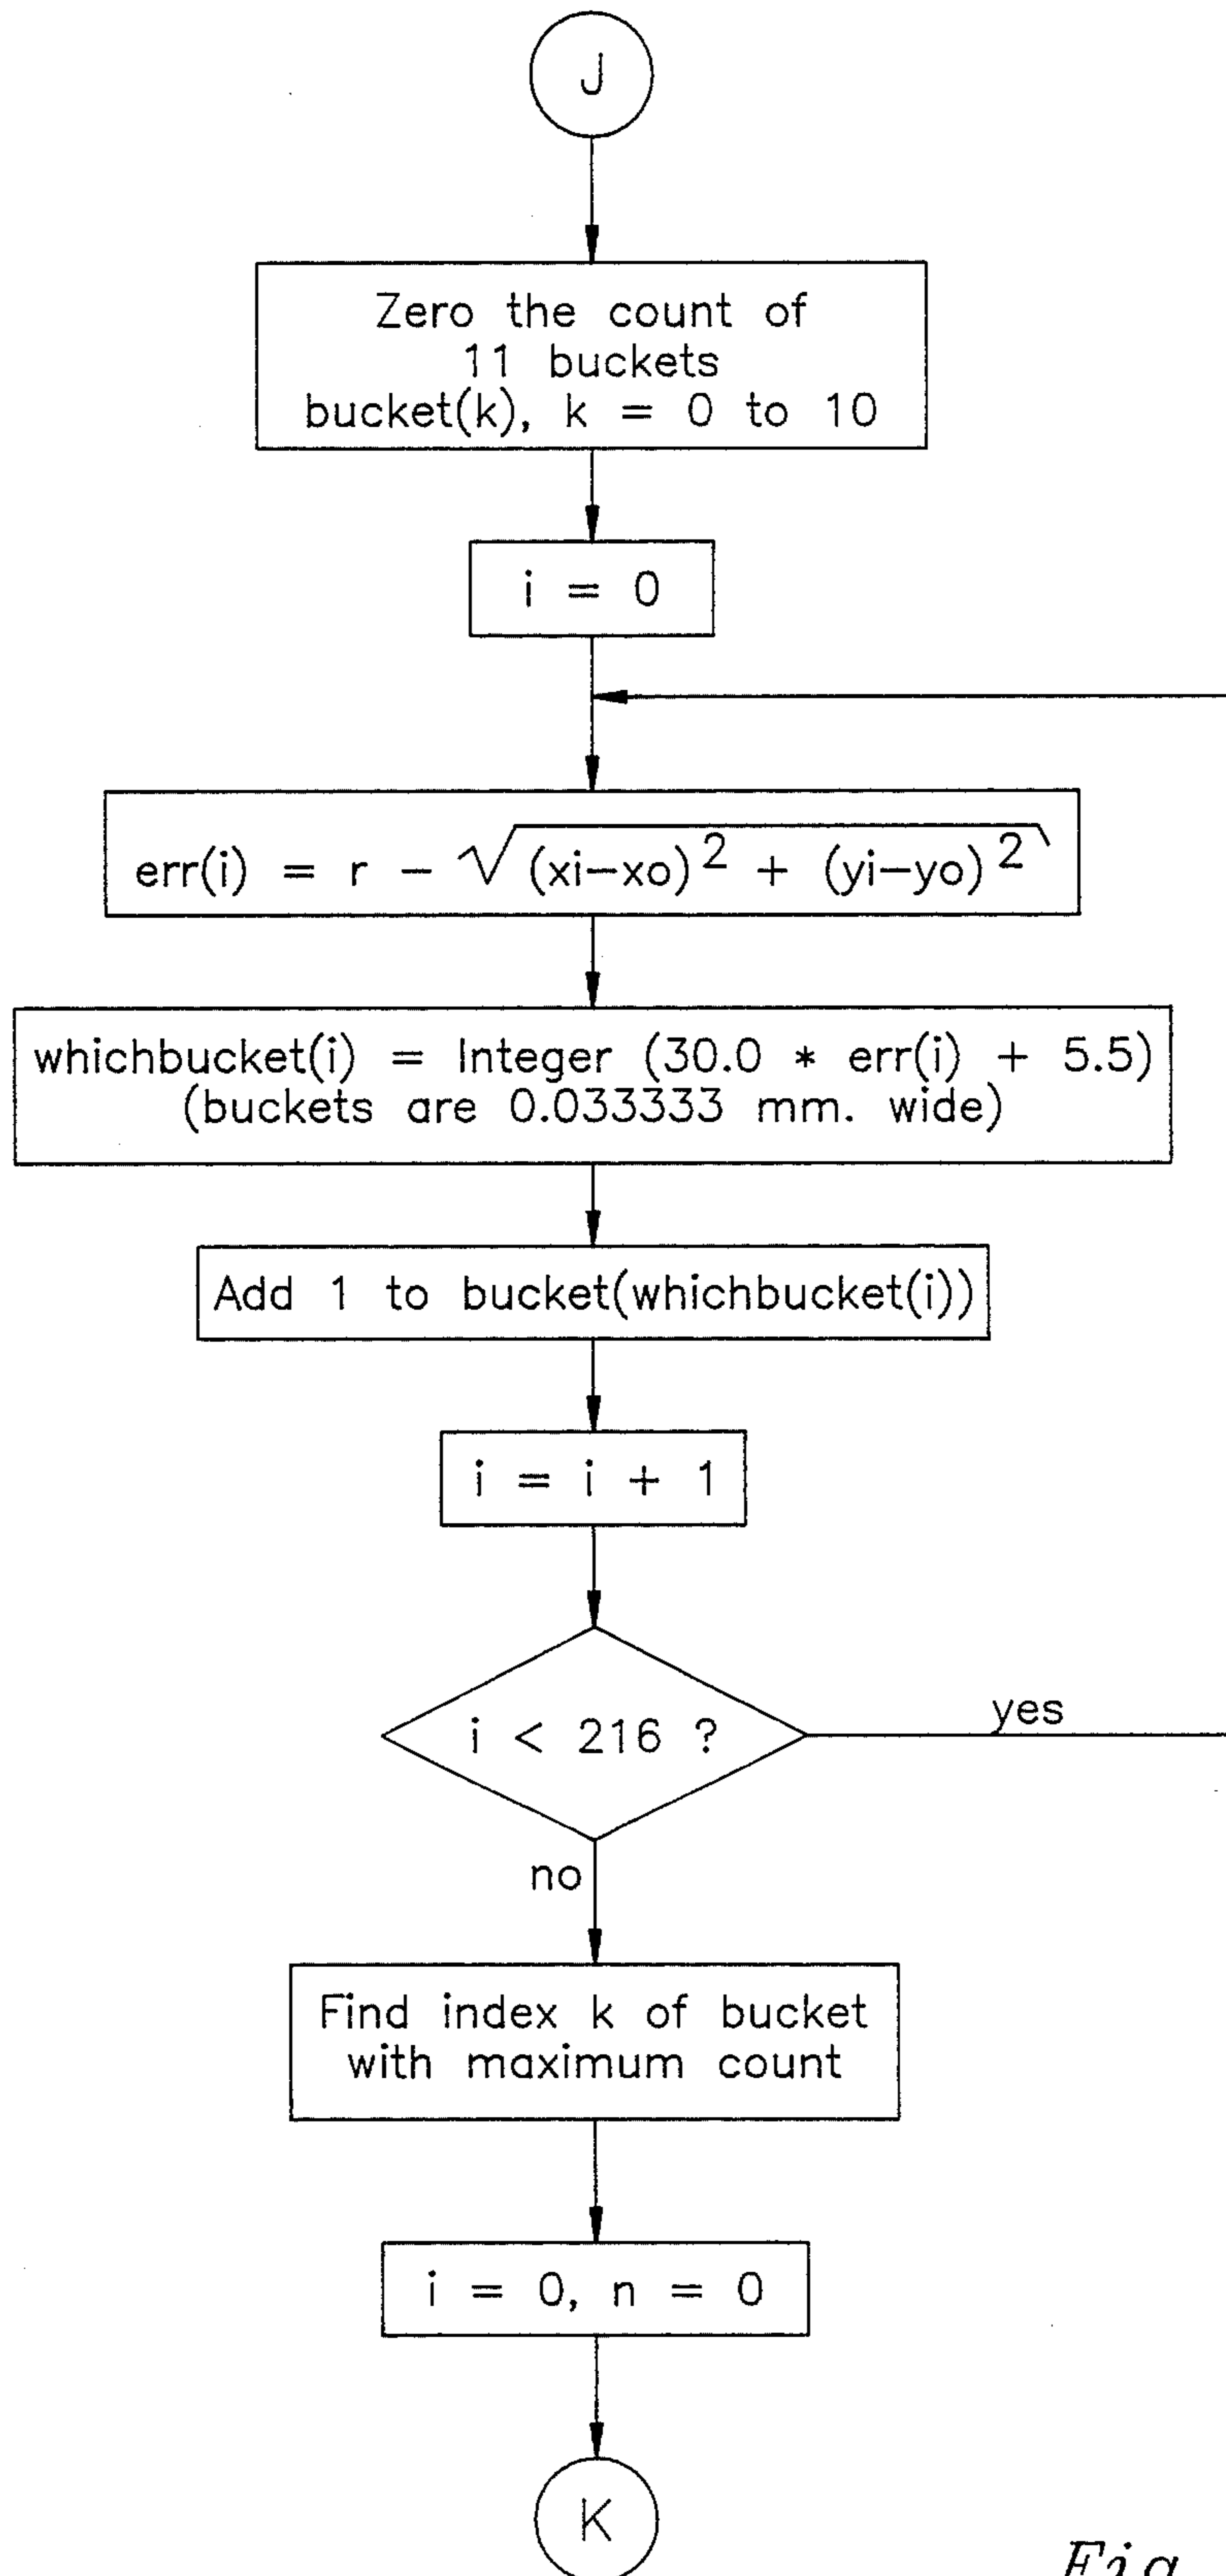 J
Zero the count of
11 buckets
bucket(k), k = 0 to 10
i = 0
err(i) = r - √(xi-xo)² + (yi-yo)²
whichbucket(i) = Integer (30.0 * err(i) + 5.5)
(buckets are 0.033333 mm. wide)
Add 1 to bucket(whichbucket(i))
i = i + 1
i < 216 ?
yes
no
Find index k of bucket
with maximum count
i = 0, n = 0
K
Fig